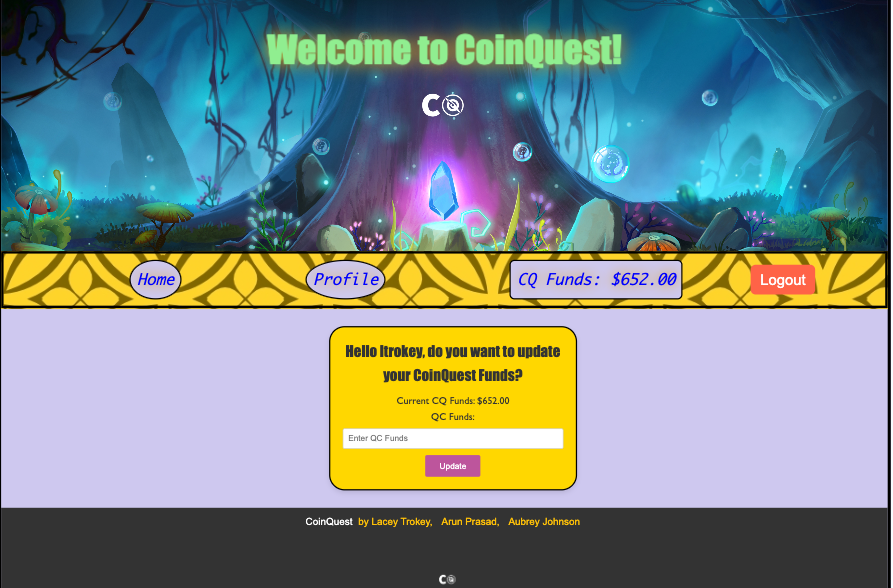 Welcome to CoinQuest!
CQ
Home Profile CQ Funds: $652.00 Logout
Hello ltrokey, do you want to update
your CoinQuest Funds?
Current CQ Funds: $652.00
QC Funds:
Enter QC Funds
Update
CoinQuest by Lacey Trokey, Arun Prasad, Aubrey Johnson
CQ